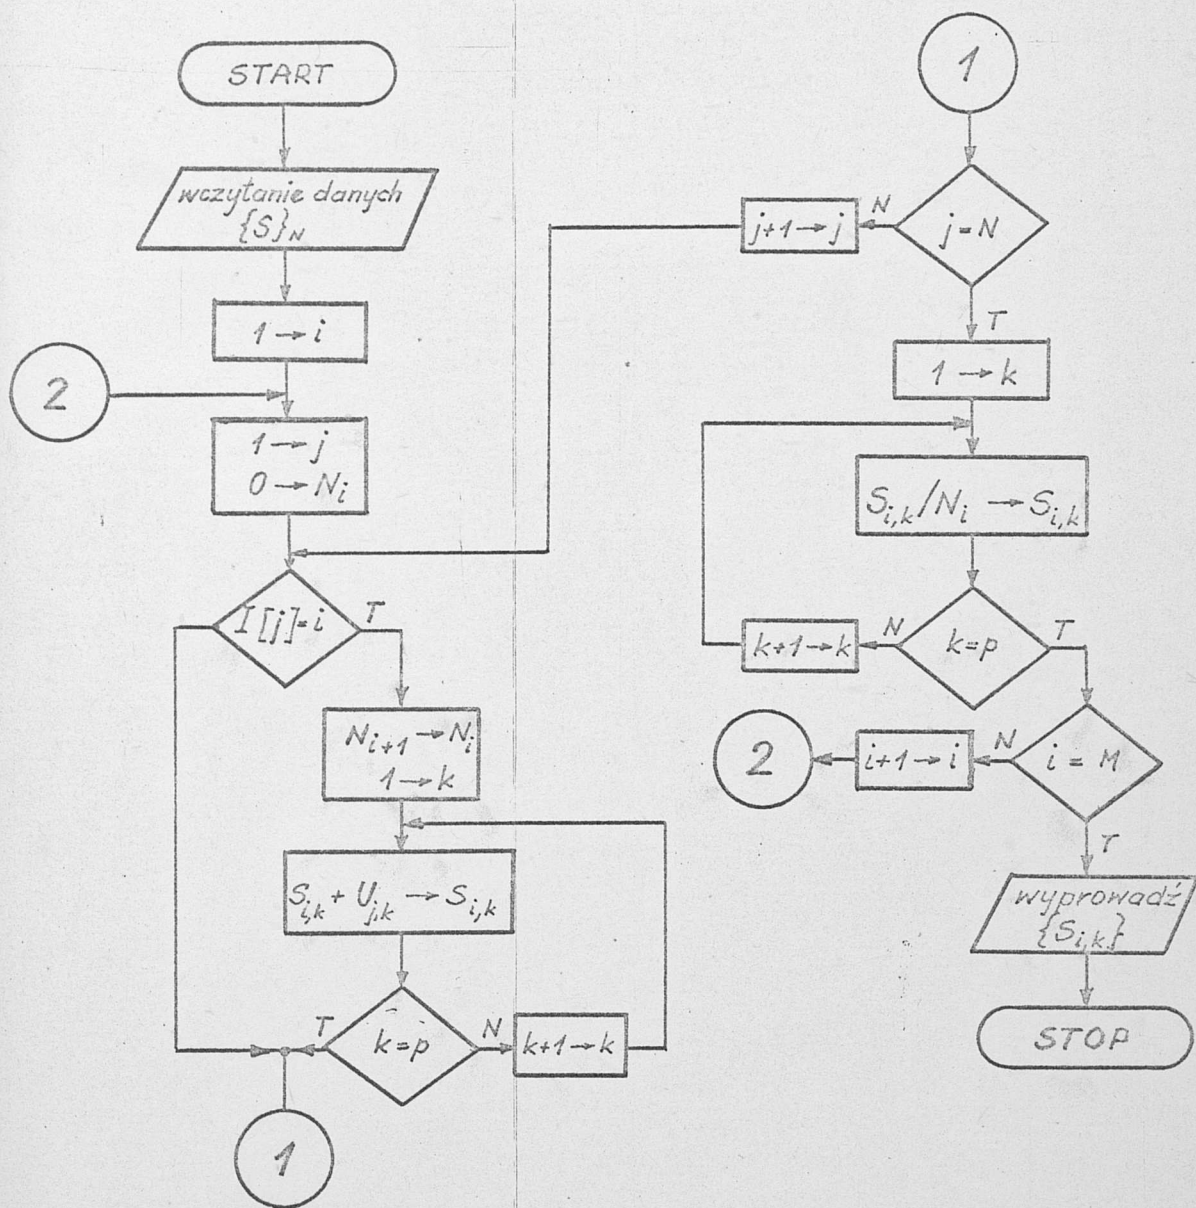 START
wczytanie danych
{S}N
1 → i
2
1 → j
0 → Ni
I[j]=i
T
Ni+1 → Ni
1 → k
Si,k + Uj,k → Si,k
T
k=p
N
k+1 → k
1
1
j+1 → j
N
j=N
T
1 → k
Si,k/Ni → Si,k
k+1 → k
N
k=p
T
2
i+1 → i
N
i = M
T
wyprowadź
{Si,k}
STOP